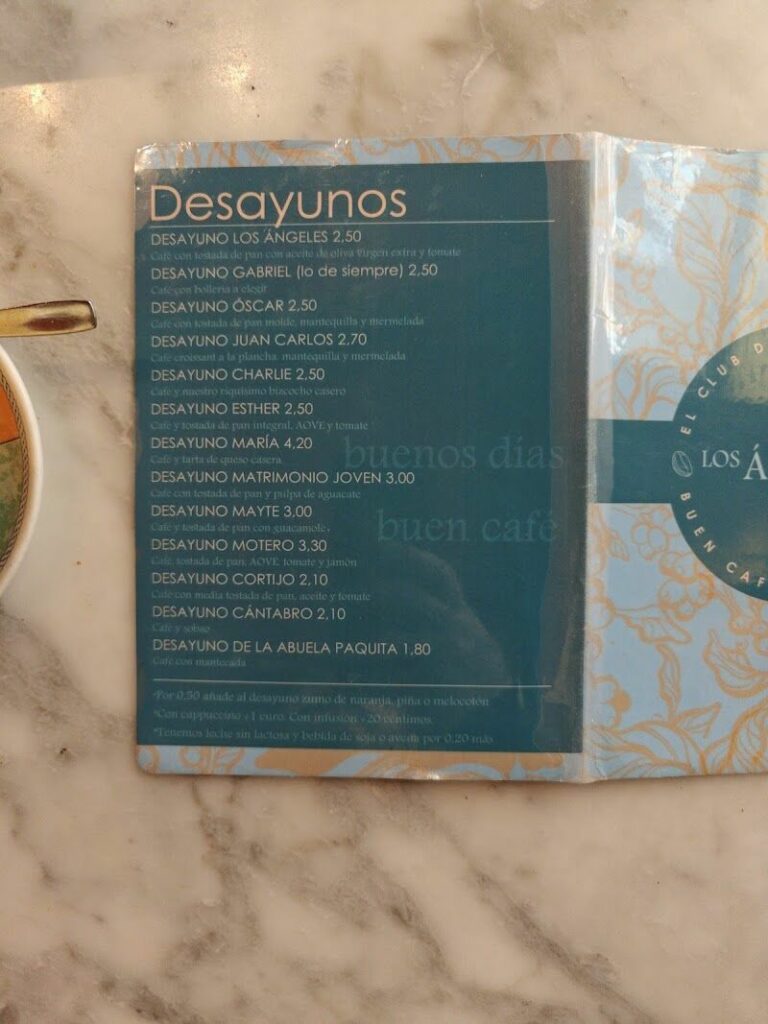 Desayunos
DESAYUNO LOS ÁNGELES 2,50
Café con tostada de pan con aceite de oliva virgen extra y tomate
DESAYUNO GABRIEL (lo de siempre) 2,50
Café con bollería a elegir
DESAYUNO ÓSCAR 2,50
Café con tostada de pan molde, mantequilla y mermelada
DESAYUNO JUAN CARLOS 2,70
Café croissant a la plancha, mantequilla y mermelada
DESAYUNO CHARLIE 2,50
Café y nuestro riquísimo bizcocho casero
DESAYUNO ESTHER 2,50
Café y tostada de pan integral, AOVE y tomate
DESAYUNO MARÍA 4,20
Café y tarta de queso casera
DESAYUNO MATRIMONIO JOVEN 3,00
Café con tostada de pan y pulpa de aguacate
DESAYUNO MAYTE 3,00
Café y tostada de pan con guacamole
DESAYUNO MOTERO 3,30
Café, tostada de pan, AOVE, tomate y jamón
DESAYUNO CORTIJO 2,10
Café con media tostada de pan, aceite y tomate
DESAYUNO CÁNTABRO 2,10
Café y sobao
DESAYUNO DE LA ABUELA PAQUITA 1,80
Café con mantecada
buenos días
buen café
*Por 0,50 añade al desayuno zumo de naranja, piña o melocotón
*Con cappuccino +1 euro. Con infusión +20 céntimos.
*Tenemos leche sin lactosa y bebida de soja o avena por 0,20 más
EL CLUB D
LOS Á
BUEN CAF